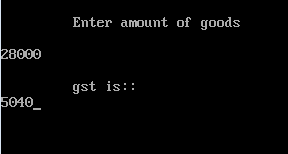 Enter amount of goods
28000
gst is::
5040_